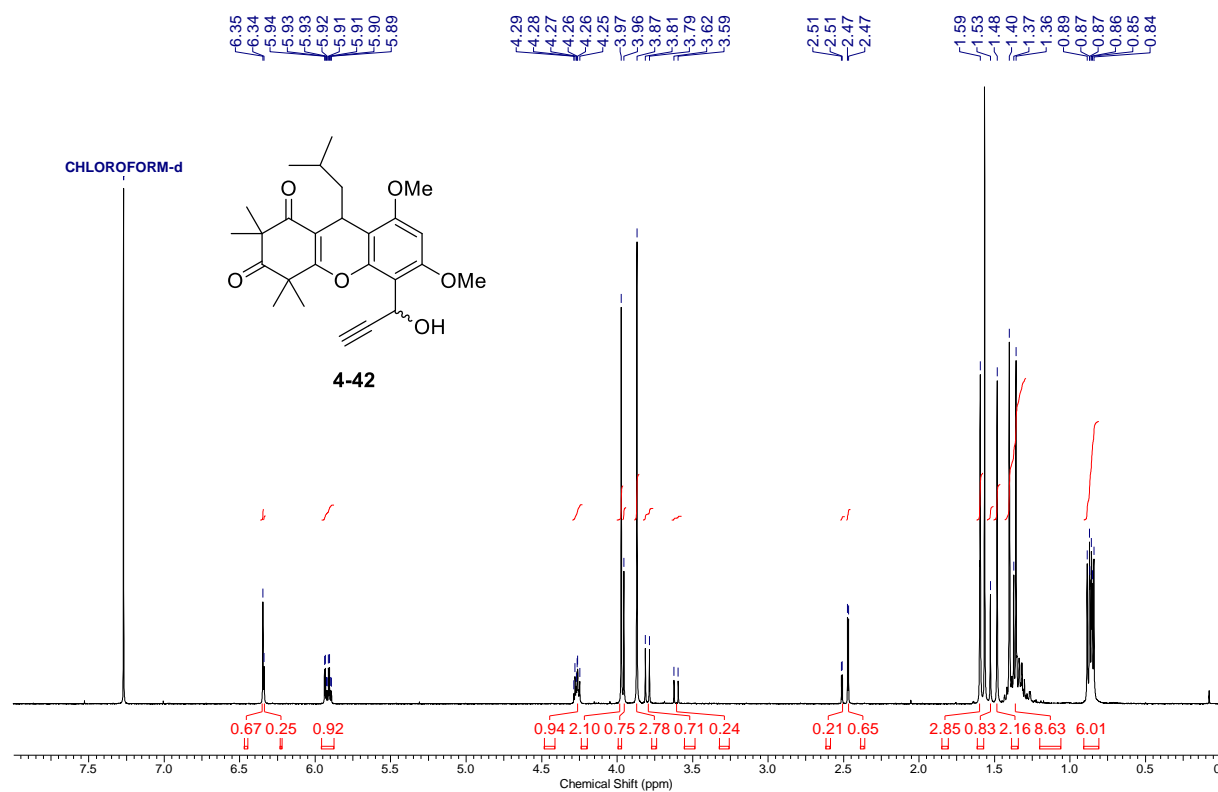 6.35 6.34 5.94 5.93 5.93 5.92 5.91 5.91 5.90 5.89 4.29 4.28 4.27 4.26 4.26 4.25 3.97 3.96 3.87 3.81 3.79 3.62 3.59 2.51 2.51 2.47 2.47 1.59 1.53 1.48 1.40 1.37 1.36 0.89 0.87 0.87 0.86 0.85 0.84
CHLOROFORM-d
O OMe
O O OMe
OH
4-42
0.67 0.25 0.92 0.94 2.10 0.75 2.78 0.71 0.24 0.21 0.65 2.85 0.83 2.16 8.63 6.01
7.5 7.0 6.5 6.0 5.5 5.0 4.5 4.0 3.5 3.0 2.5 2.0 1.5 1.0 0.5 0
Chemical Shift (ppm)